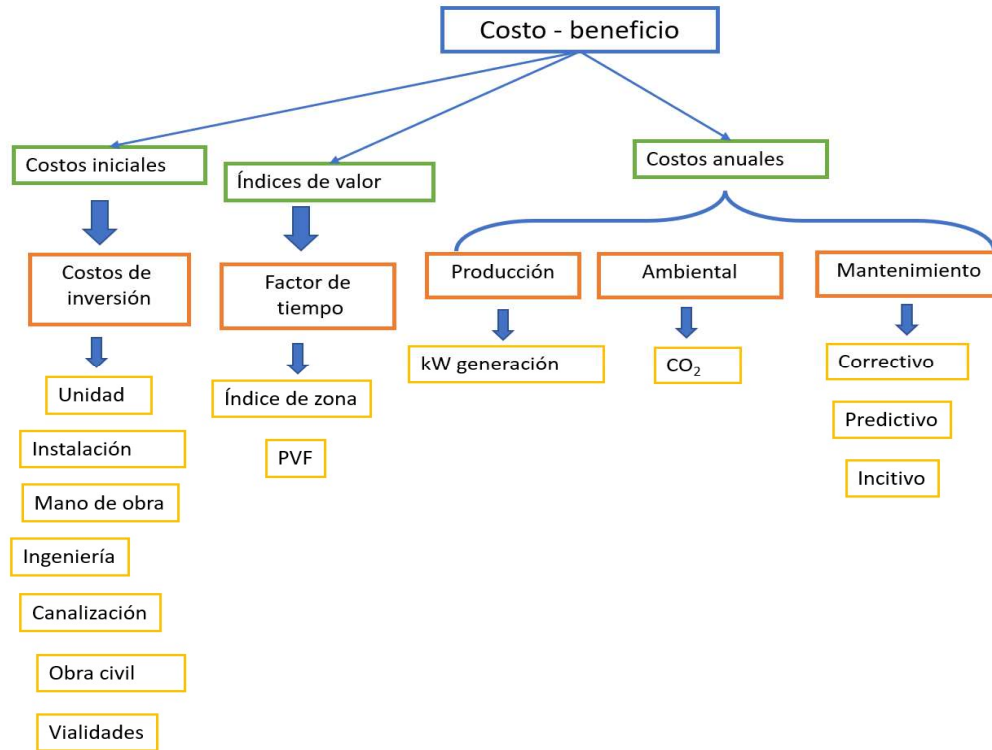 Costo - beneficio
Costos iniciales
Índices de valor
Costos anuales
Costos de
inversión
Factor de
tiempo
Producción
Ambiental
Mantenimiento
Unidad
Instalación
Mano de obra
Ingeniería
Canalización
Obra civil
Vialidades
Índice de zona
PVF
kW generación
CO₂
Correctivo
Predictivo
Incitivo